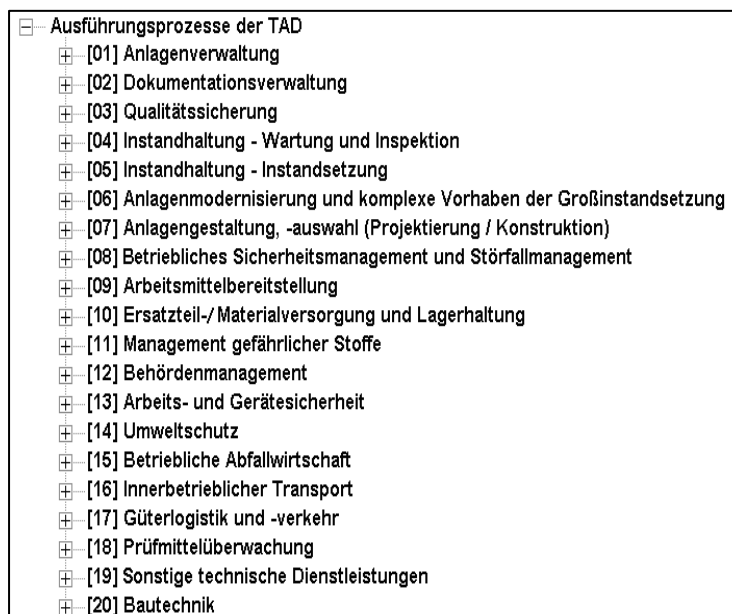 Ausführungsprozesse der TAD
[01] Anlagenverwaltung
[02] Dokumentationsverwaltung
[03] Qualitätssicherung
[04] Instandhaltung - Wartung und Inspektion
[05] Instandhaltung - Instandsetzung
[06] Anlagenmodernisierung und komplexe Vorhaben der Großinstandsetzung
[07] Anlagengestaltung, -auswahl (Projektierung / Konstruktion)
[08] Betriebliches Sicherheitsmanagement und Störfallmanagement
[09] Arbeitsmittelbereitstellung
[10] Ersatzteil-/ Materialversorgung und Lagerhaltung
[11] Management gefährlicher Stoffe
[12] Behördenmanagement
[13] Arbeits- und Gerätesicherheit
[14] Umweltschutz
[15] Betriebliche Abfallwirtschaft
[16] Innerbetrieblicher Transport
[17] Güterlogistik und -verkehr
[18] Prüfmittelüberwachung
[19] Sonstige technische Dienstleistungen
[20] Bautechnik